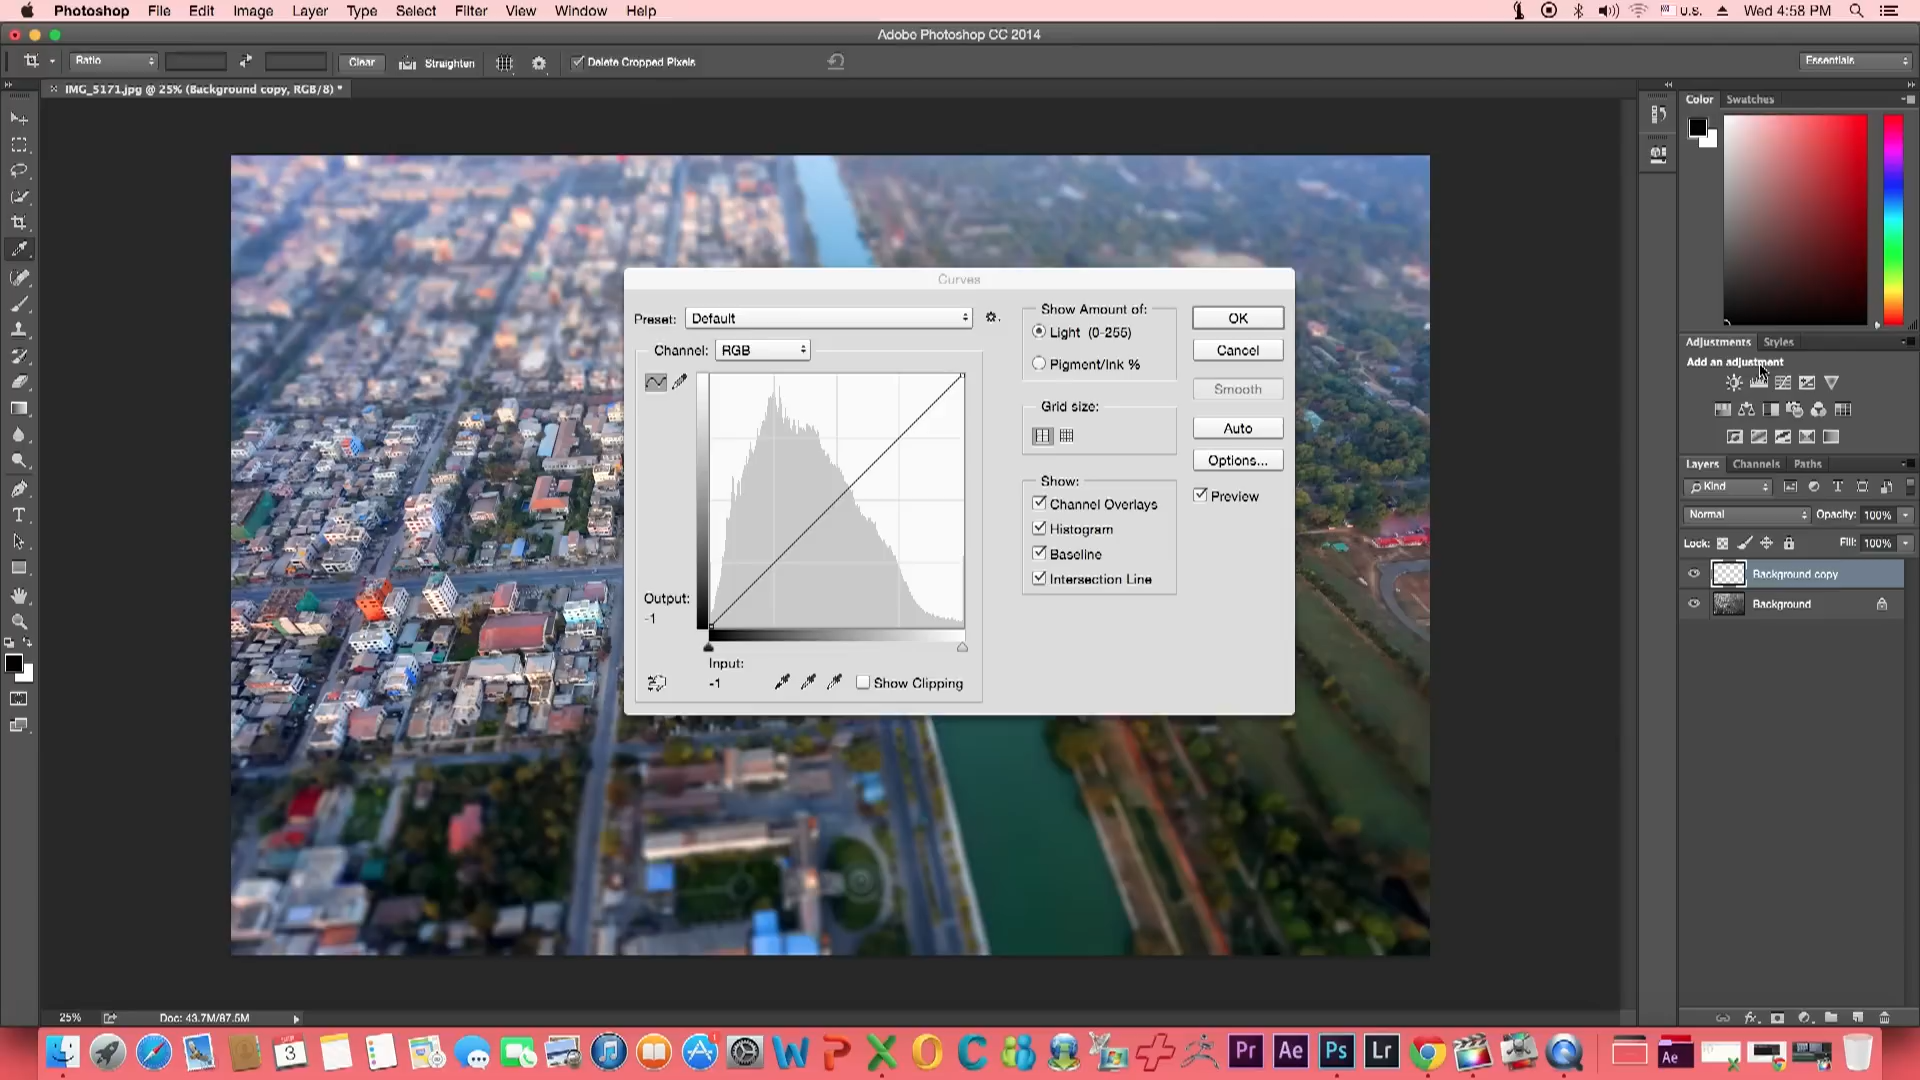 Photoshop File Edit Image Layer Type Select Filter View Window Help
U.S. Wed 4:58 PM
Adobe Photoshop CC 2014
Ratio Clear Straighten Delete Cropped Pixels Essentials
IMG_5171.jpg @ 25% (Background copy, RGB/8) *
Color Swatches
Curves
Preset: Default
Channel: RGB
Output:
-1
Input:
-1
Show Clipping
Show Amount of:
Light (0-255)
Pigment/Ink %
Grid size:
Show:
Channel Overlays
Histogram
Baseline
Intersection Line
OK
Cancel
Smooth
Auto
Options...
Preview
Adjustments Styles
Add an adjustment
Layers Channels Paths
Kind
Normal Opacity: 100%
Lock: Fill: 100%
Background copy
Background
25% Doc: 43.7M/87.5M
3
Pr Ae Ps Lr Ae